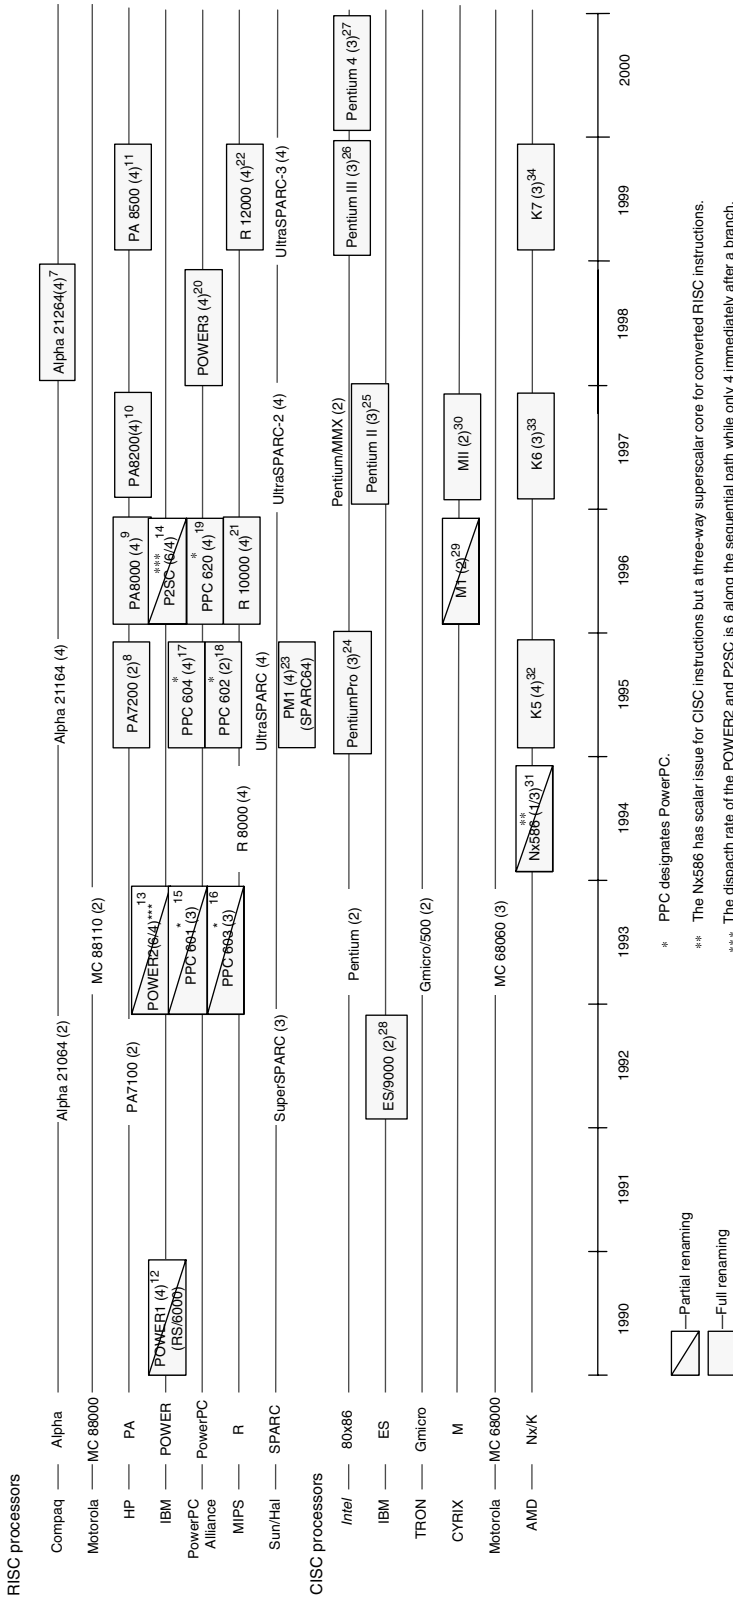 RISC processors
Compaq Alpha Alpha 21064 (2) Alpha 21164 (4) Alpha 21264(4)7
Motorola MC 88000 MC 88110 (2)
HP PA PA7100 (2) PA7200 (2)8 PA8000 (4)9 PA8200(4)10 PA 8500 (4)11
IBM POWER POWER1 (4)12 POWER2(6/4)***13 P2SC (6/4)***14
(RS/6000)
PowerPC Alliance PowerPC PPC 601 (3)*15 PPC 603 (3)*16 PPC 604 (4)*17 PPC 602 (2)*18 PPC 620 (4)*19 POWER3 (4)20
MIPS R R 8000 (4) R 10000 (4)21 R 12000 (4)22
Sun/Hal SPARC SuperSPARC (3) UltraSPARC (4) UltraSPARC-2 (4) UltraSPARC-3 (4)
PM1 (4)23
(SPARC64)
CISC processors
Intel 80x86 Pentium (2) PentiumPro (3)24 Pentium/MMX (2) Pentium III (3)26 Pentium 4 (3)27
Pentium II (3)25
IBM ES ES/9000 (2)28
TRON Gmicro Gmicro/500 (2)
CYRIX M M1 (2)29 MII (2)30
Motorola MC 68000 MC 68060 (3)
AMD Nx/K Nx586 (1/3)**31 K5 (4)32 K6 (3)33 K7 (3)34
1990 1991 1992 1993 1994 1995 1996 1997 1998 1999 2000
Partial renaming
Full renaming
* PPC designates PowerPC.
** The Nx586 has scalar issue for CISC instructions but a three-way superscalar core for converted RISC instructions.
*** The dispacth rate of the POWER2 and P2SC is 6 along the sequential path while only 4 immediately after a branch.